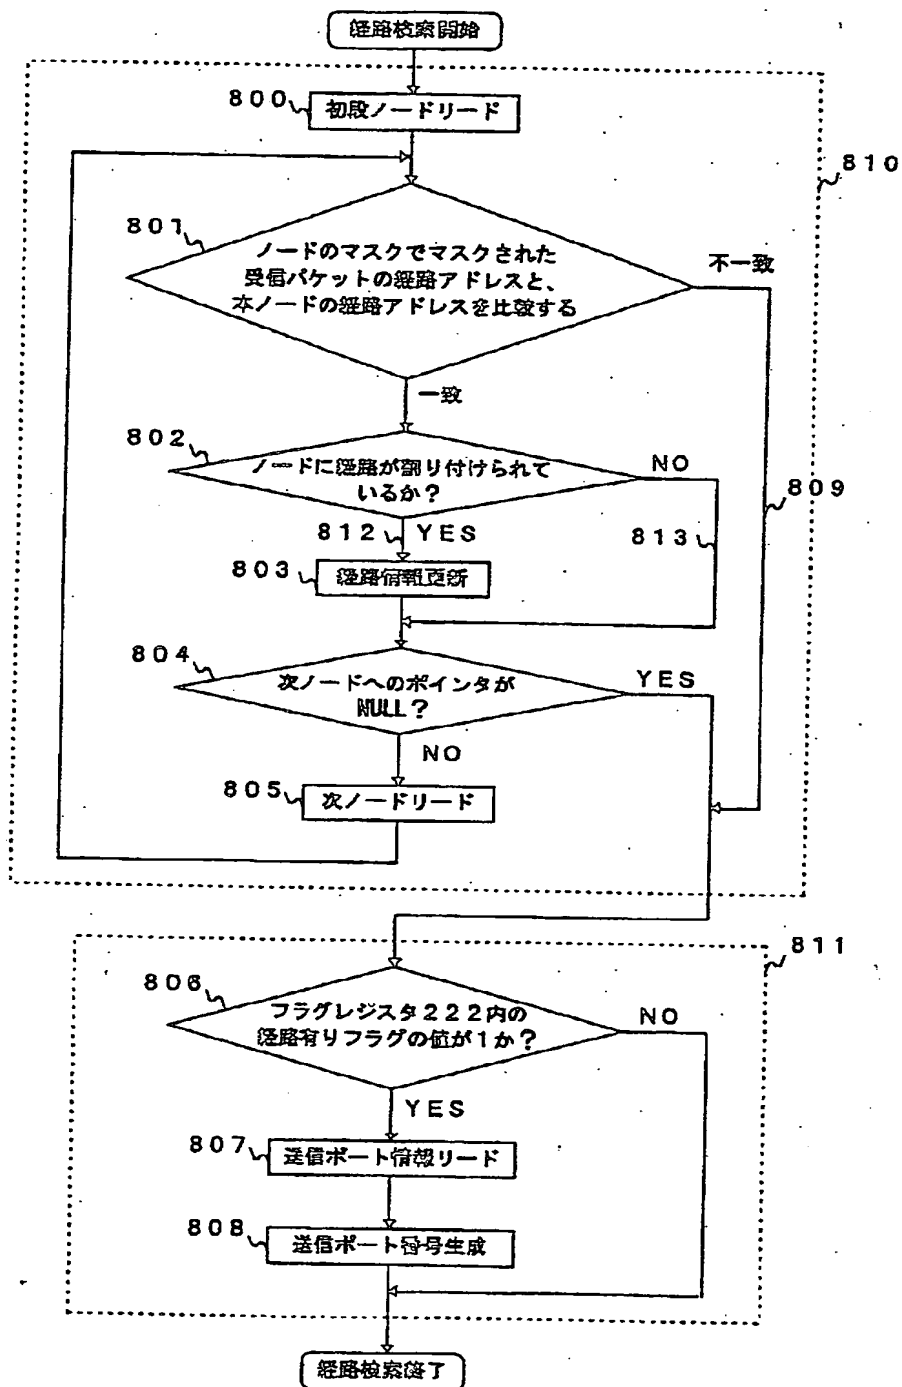 経路検索開始
800
初段ノードリード
810
801
ノードのマスクでマスクされた
受信パケットの経路アドレスと、
本ノードの経路アドレスを比較する
不一致
一致
802
ノードに経路が割り付けられて
いるか?
NO
809
812
YES
813
803
経路情報更新
804
次ノードへのポインタが
NULL?
YES
NO
805
次ノードリード
811
806
フラグレジスタ222内の
経路有りフラグの値が1か?
NO
YES
807
送信ポート情報リード
808
送信ポート番号生成
経路検索終了